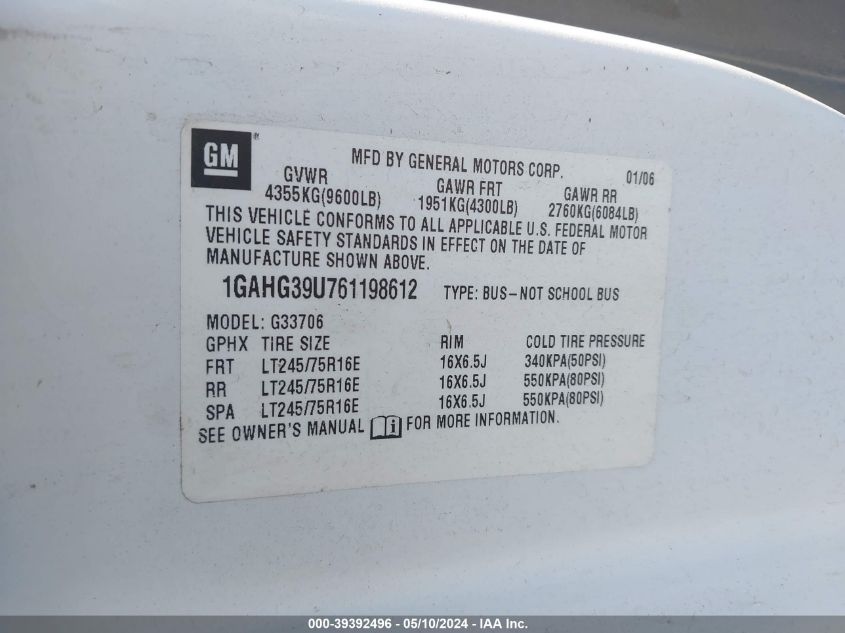 GM ®
MFD BY GENERAL MOTORS CORP. 01/06
GVWR GAWR FRT GAWR RR
4355KG(9600LB) 1951KG(4300LB) 2760KG(6084LB)
THIS VEHICLE CONFORMS TO ALL APPLICABLE U.S. FEDERAL MOTOR
VEHICLE SAFETY STANDARDS IN EFFECT ON THE DATE OF
MANUFACTURE SHOWN ABOVE.
1GAHG39U761198612 TYPE: BUS-NOT SCHOOL BUS
MODEL: G33706
GPHX TIRE SIZE RIM COLD TIRE PRESSURE
FRT LT245/75R16E 16X6.5J 340KPA(50PSI)
RR LT245/75R16E 16X6.5J 550KPA(80PSI)
SPA LT245/75R16E 16X6.5J 550KPA(80PSI)
SEE OWNER'S MANUAL i FOR MORE INFORMATION.
000-39392496 - 05/10/2024 - IAA Inc.